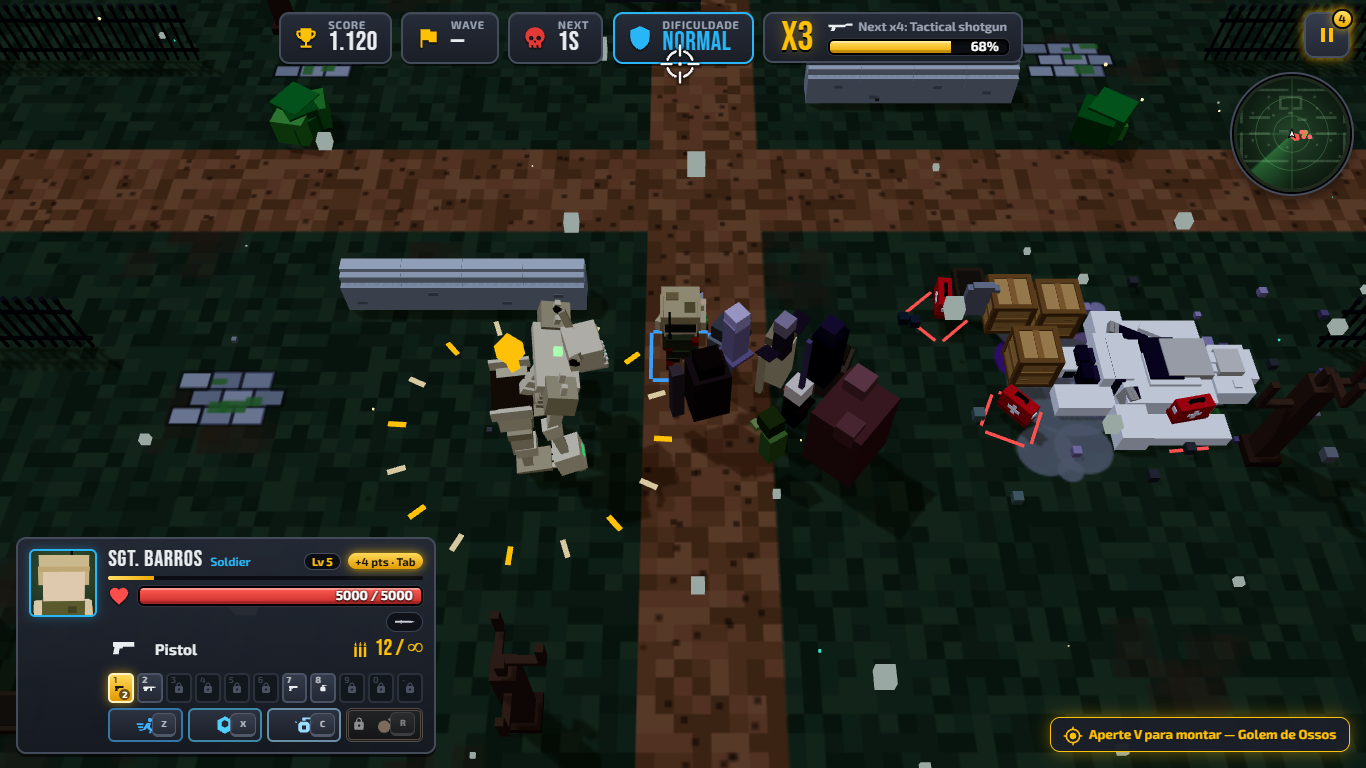 SCORE
1.120
WAVE
—
NEXT
1S
DIFICULDADE
NORMAL
X3
Next x4: Tactical shotgun
68%
4
SGT. BARROS Soldier Lv 5 +4 pts · Tab
5000 / 5000
Pistol 12 / ∞
1 2 2 3 4 5 6 7 8 9 0 -
Z X C R
Aperte V para montar — Golem de Ossos